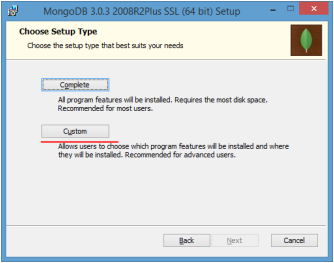 MongoDB 3.0.3 2008R2Plus SSL (64 bit) Setup
Choose Setup Type
Choose the setup type that best suits your needs
Complete
All program features will be installed. Requires the most disk space.
Recommended for most users.
Custom
Allows users to choose which program features will be installed and where
they will be installed. Recommended for advanced users.
Back Next Cancel